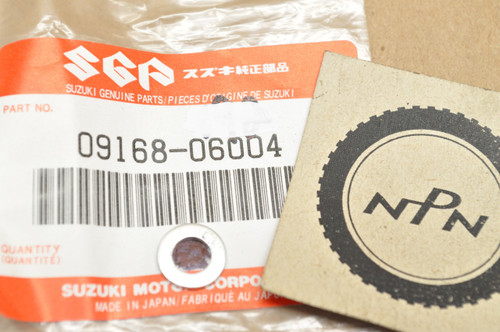 SGP スズキ純正部品
SUZUKI GENUINE PARTS/PIECES D'ORIGINE DE SUZUKI
PART NO.
09168-06004
QUANTITY
(QUANTITÉ)
SUZUKI MOTOR CORPOR
MADE IN JAPAN/FABRIQUÉ AU JAP
NPN